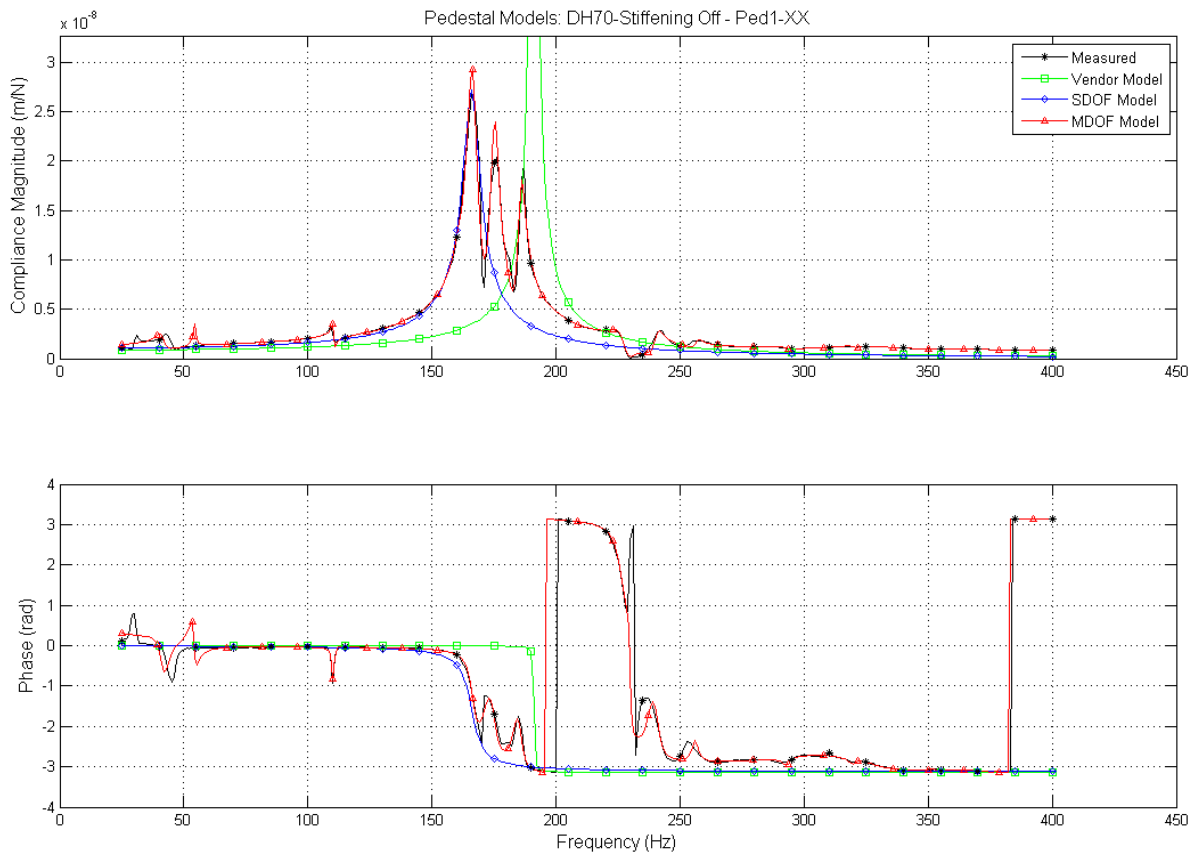 Pedestal Models: DH70-Stiffening Off - Ped1-XX
x 10⁻⁸
Compliance Magnitude (m/N)
3
2.5
2
1.5
1
0.5
0
0 50 100 150 200 250 300 350 400 450
Measured
Vendor Model
SDOF Model
MDOF Model
Phase (rad)
4
3
2
1
0
-1
-2
-3
-4
0 50 100 150 200 250 300 350 400 450
Frequency (Hz)